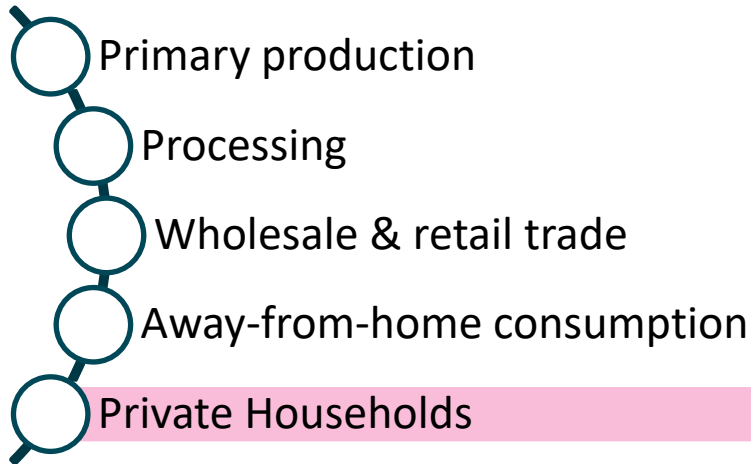 Primary production
Processing
Wholesale & retail trade
Away-from-home consumption
Private Households